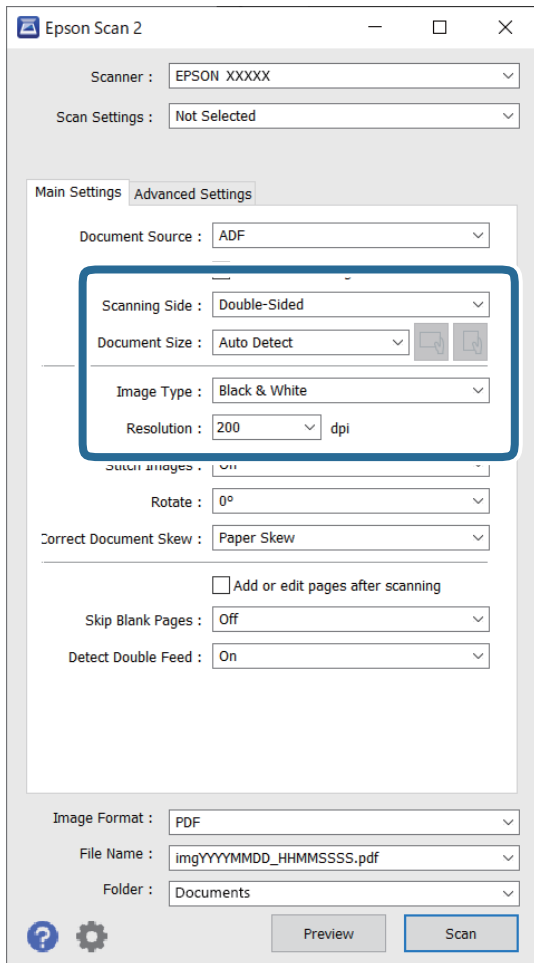 Epson Scan 2
Scanner : EPSON XXXXX
Scan Settings : Not Selected
Main Settings Advanced Settings
Document Source : ADF
Scanning Side : Double-Sided
Document Size : Auto Detect
Image Type : Black & White
Resolution : 200 dpi
Stitch Images : Off
Rotate : 0°
Correct Document Skew : Paper Skew
Add or edit pages after scanning
Skip Blank Pages : Off
Detect Double Feed : On
Image Format : PDF
File Name : imgYYYYMMDD_HHMMSSSS.pdf
Folder : Documents
? Preview Scan